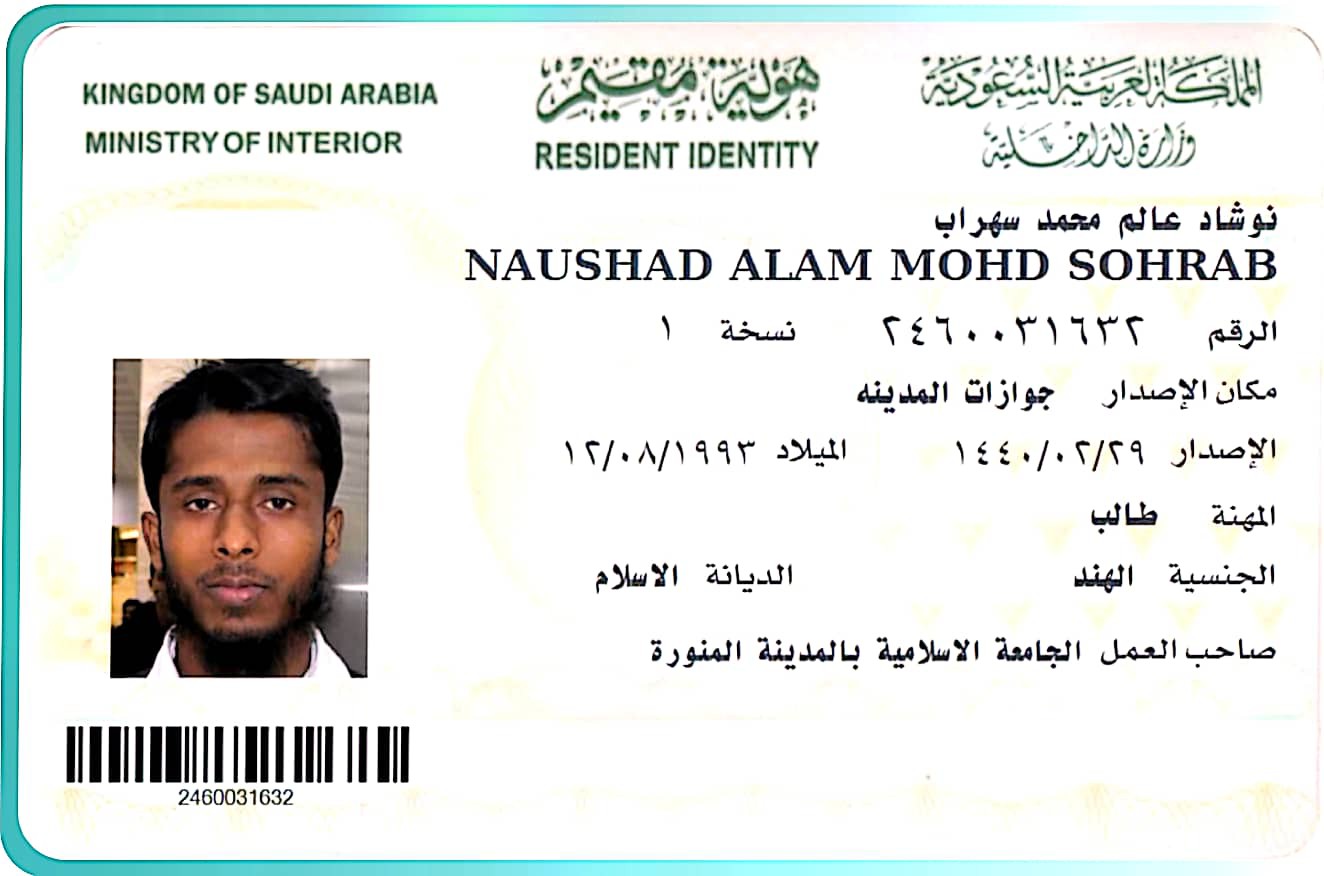 KINGDOM OF SAUDI ARABIA
MINISTRY OF INTERIOR
هوية مقيم
RESIDENT IDENTITY
المملكة العربية السعودية
وزارة الداخلية
نوشاد عالم محمد سهراب
NAUSHAD ALAM MOHD SOHRAB
الرقم ٢٤٦٠٠٣١٦٣٢ نسخة ١
مكان الإصدار جوازات المدينه
الإصدار ١٤٤٠/٠٢/٢٩ الميلاد ١٢/٠٨/١٩٩٣
المهنة طالب
الجنسية الهند الديانة الاسلام
صاحب العمل الجامعة الاسلامية بالمدينة المنورة
2460031632